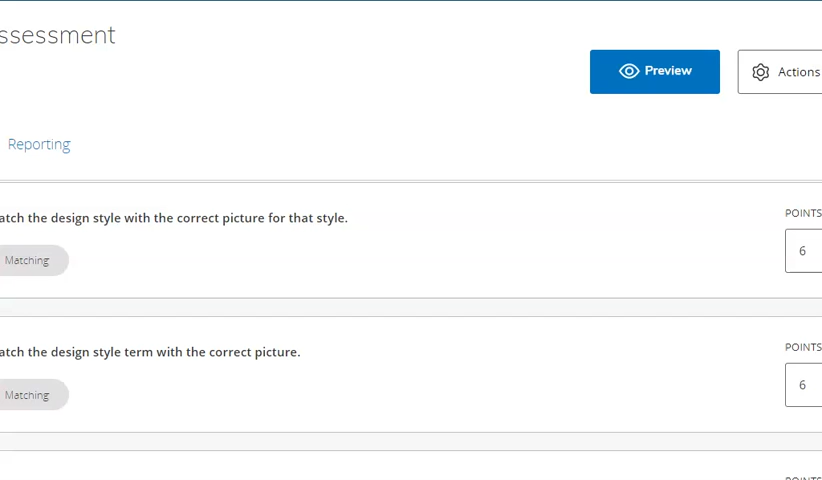 ssessment
Preview
Actions
Reporting
atch the design style with the correct picture for that style.
POINTS
6
Matching
atch the design style term with the correct picture.
POINTS
6
Matching
POINTS